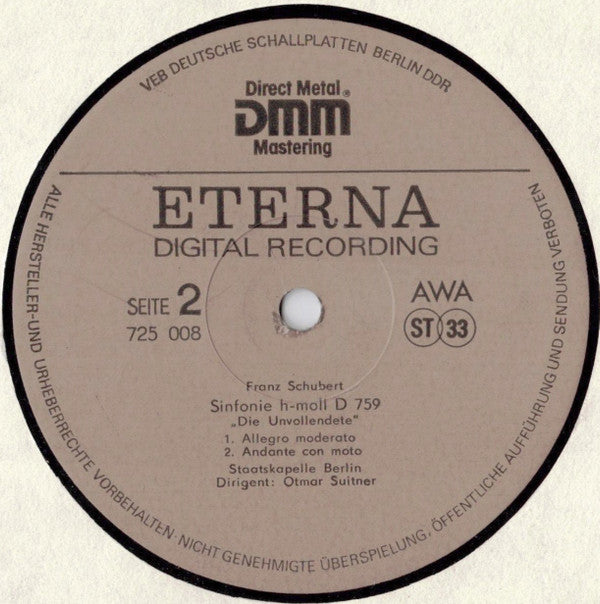 VEB DEUTSCHE SCHALLPLATTEN BERLIN DDR
Direct Metal
DMM®
Mastering
ETERNA
DIGITAL RECORDING
SEITE 2
725 008
AWA
ST 33
Franz Schubert
Sinfonie h-moll D 759
„Die Unvollendete“
1. Allegro moderato
2. Andante con moto
Staatskapelle Berlin
Dirigent: Otmar Suitner
ALLE HERSTELLER-UND URHEBERRECHTE VORBEHALTEN·NICHT GENEHMIGTE ÜBERSPIELUNG, ÖFFENTLICHE AUFFÜHRUNG UND SENDUNG VERBOTEN